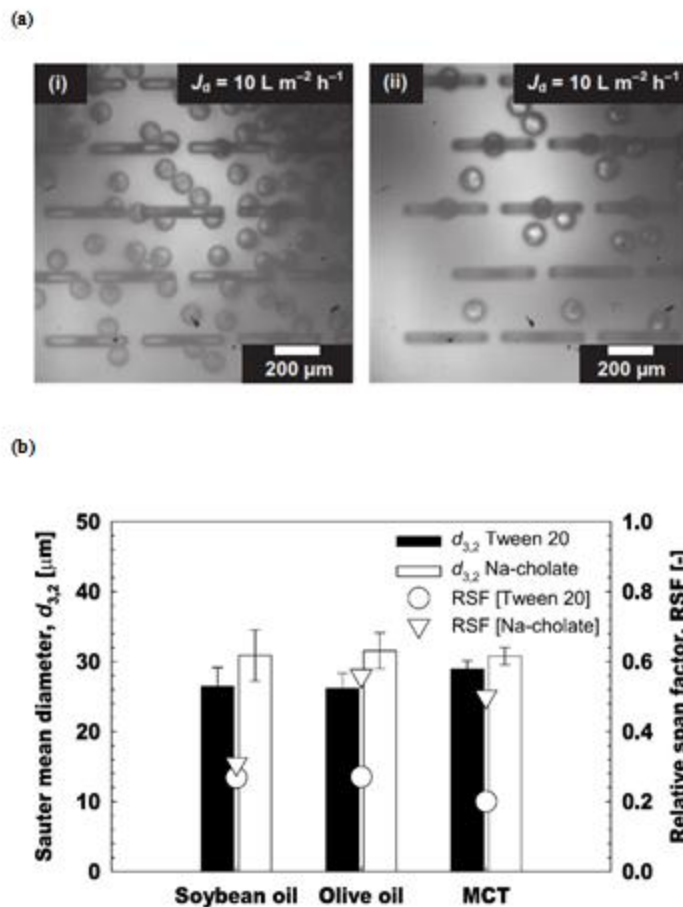 (a)
(i) J_d = 10 L m⁻² h⁻¹
(ii) J_d = 10 L m⁻² h⁻¹
200 µm
200 µm
(b)
Sauter mean diameter, d₃,₂ [µm]
50
40
30
20
10
0
d₃,₂ Tween 20
d₃,₂ Na-cholate
RSF [Tween 20]
RSF [Na-cholate]
1.0
0.8
0.6
0.4
0.2
0.0
Relative span factor, RSF [-]
Soybean oil Olive oil MCT